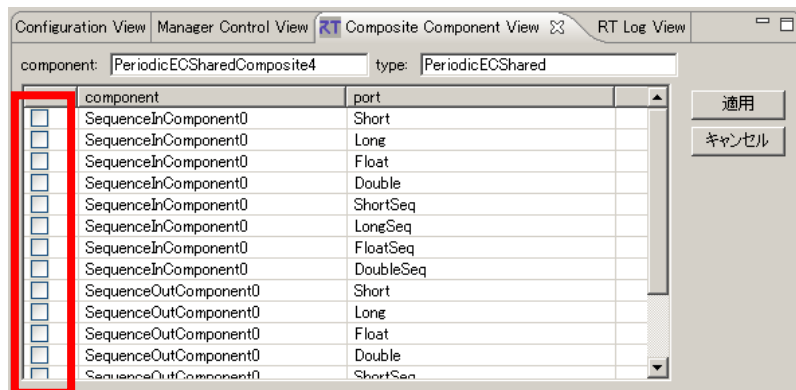 Configuration View Manager Control View RT Composite Component View RT Log View
component: PeriodicECSharedComposite4 type: PeriodicECShared
component port
適用
キャンセル
SequenceInComponent0 Short
SequenceInComponent0 Long
SequenceInComponent0 Float
SequenceInComponent0 Double
SequenceInComponent0 ShortSeq
SequenceInComponent0 LongSeq
SequenceInComponent0 FloatSeq
SequenceInComponent0 DoubleSeq
SequenceOutComponent0 Short
SequenceOutComponent0 Long
SequenceOutComponent0 Float
SequenceOutComponent0 Double
SequenceOutComponent0 ShortSeq